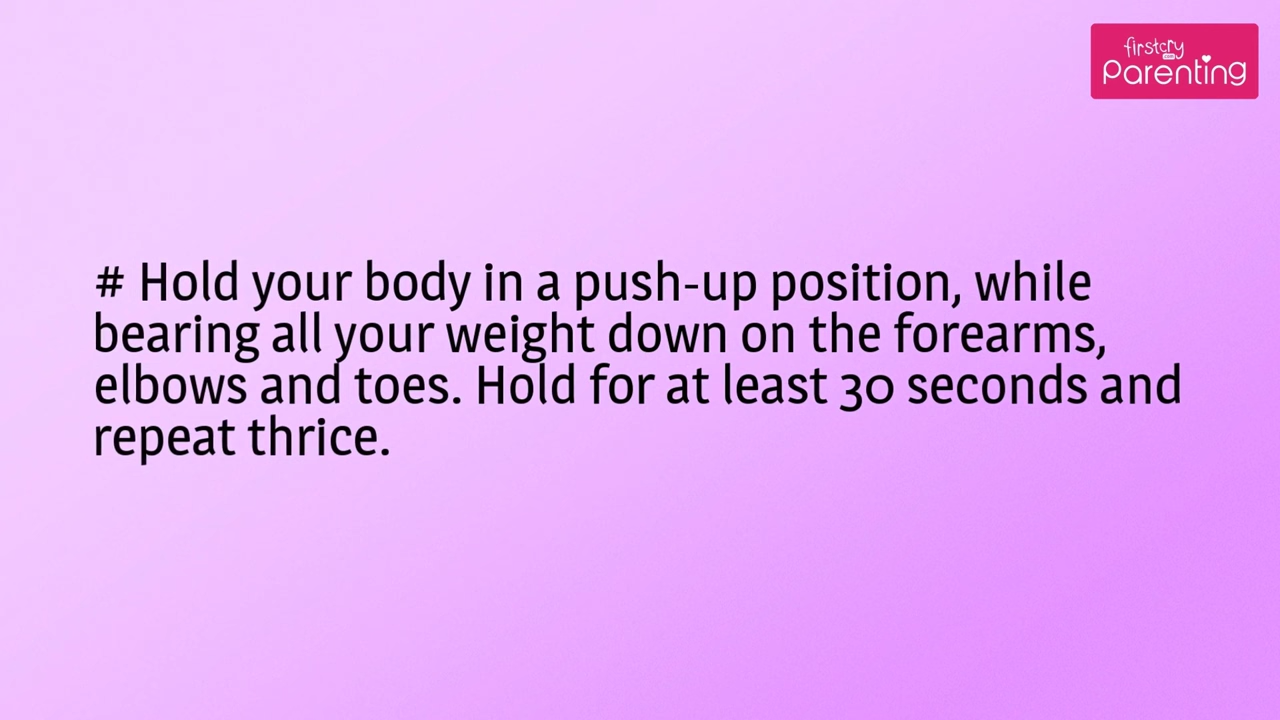 firstcry
.com
Parenting
# Hold your body in a push-up position, while
bearing all your weight down on the forearms,
elbows and toes. Hold for at least 30 seconds and
repeat thrice.